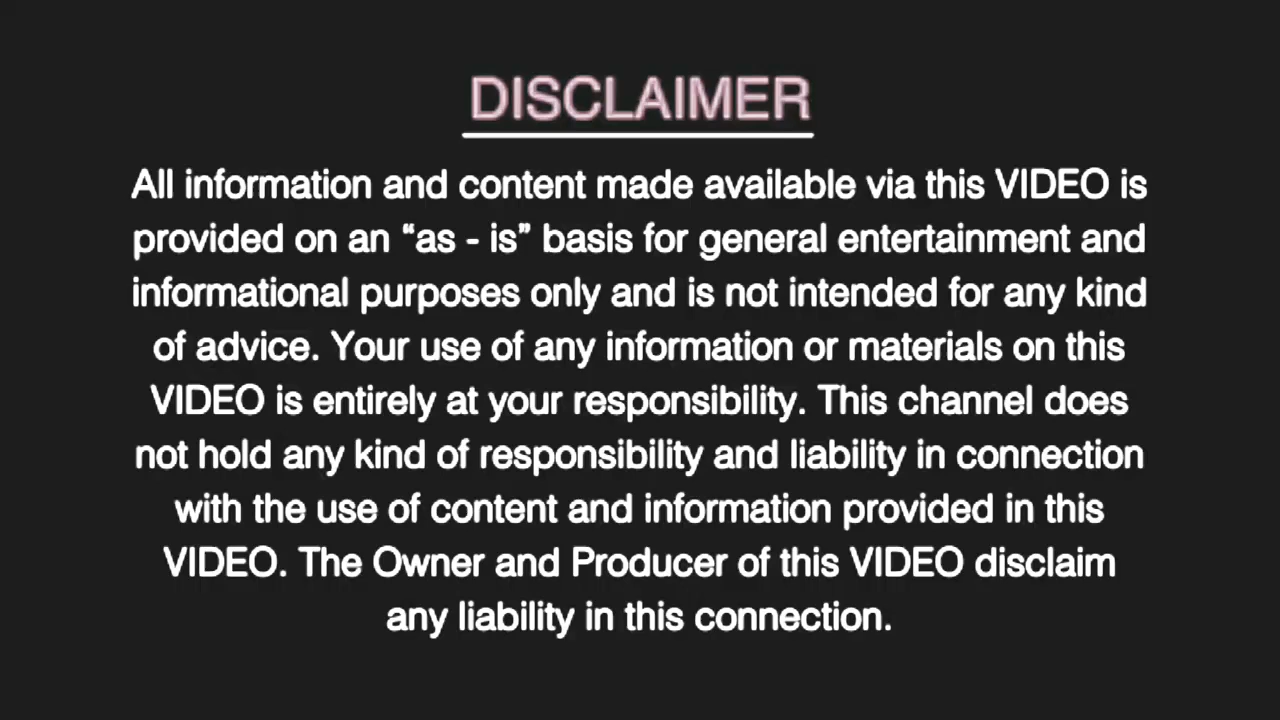 DISCLAIMER
All information and content made available via this VIDEO is
provided on an “as - is” basis for general entertainment and
informational purposes only and is not intended for any kind
of advice. Your use of any information or materials on this
VIDEO is entirely at your responsibility. This channel does
not hold any kind of responsibility and liability in connection
with the use of content and information provided in this
VIDEO. The Owner and Producer of this VIDEO disclaim
any liability in this connection.